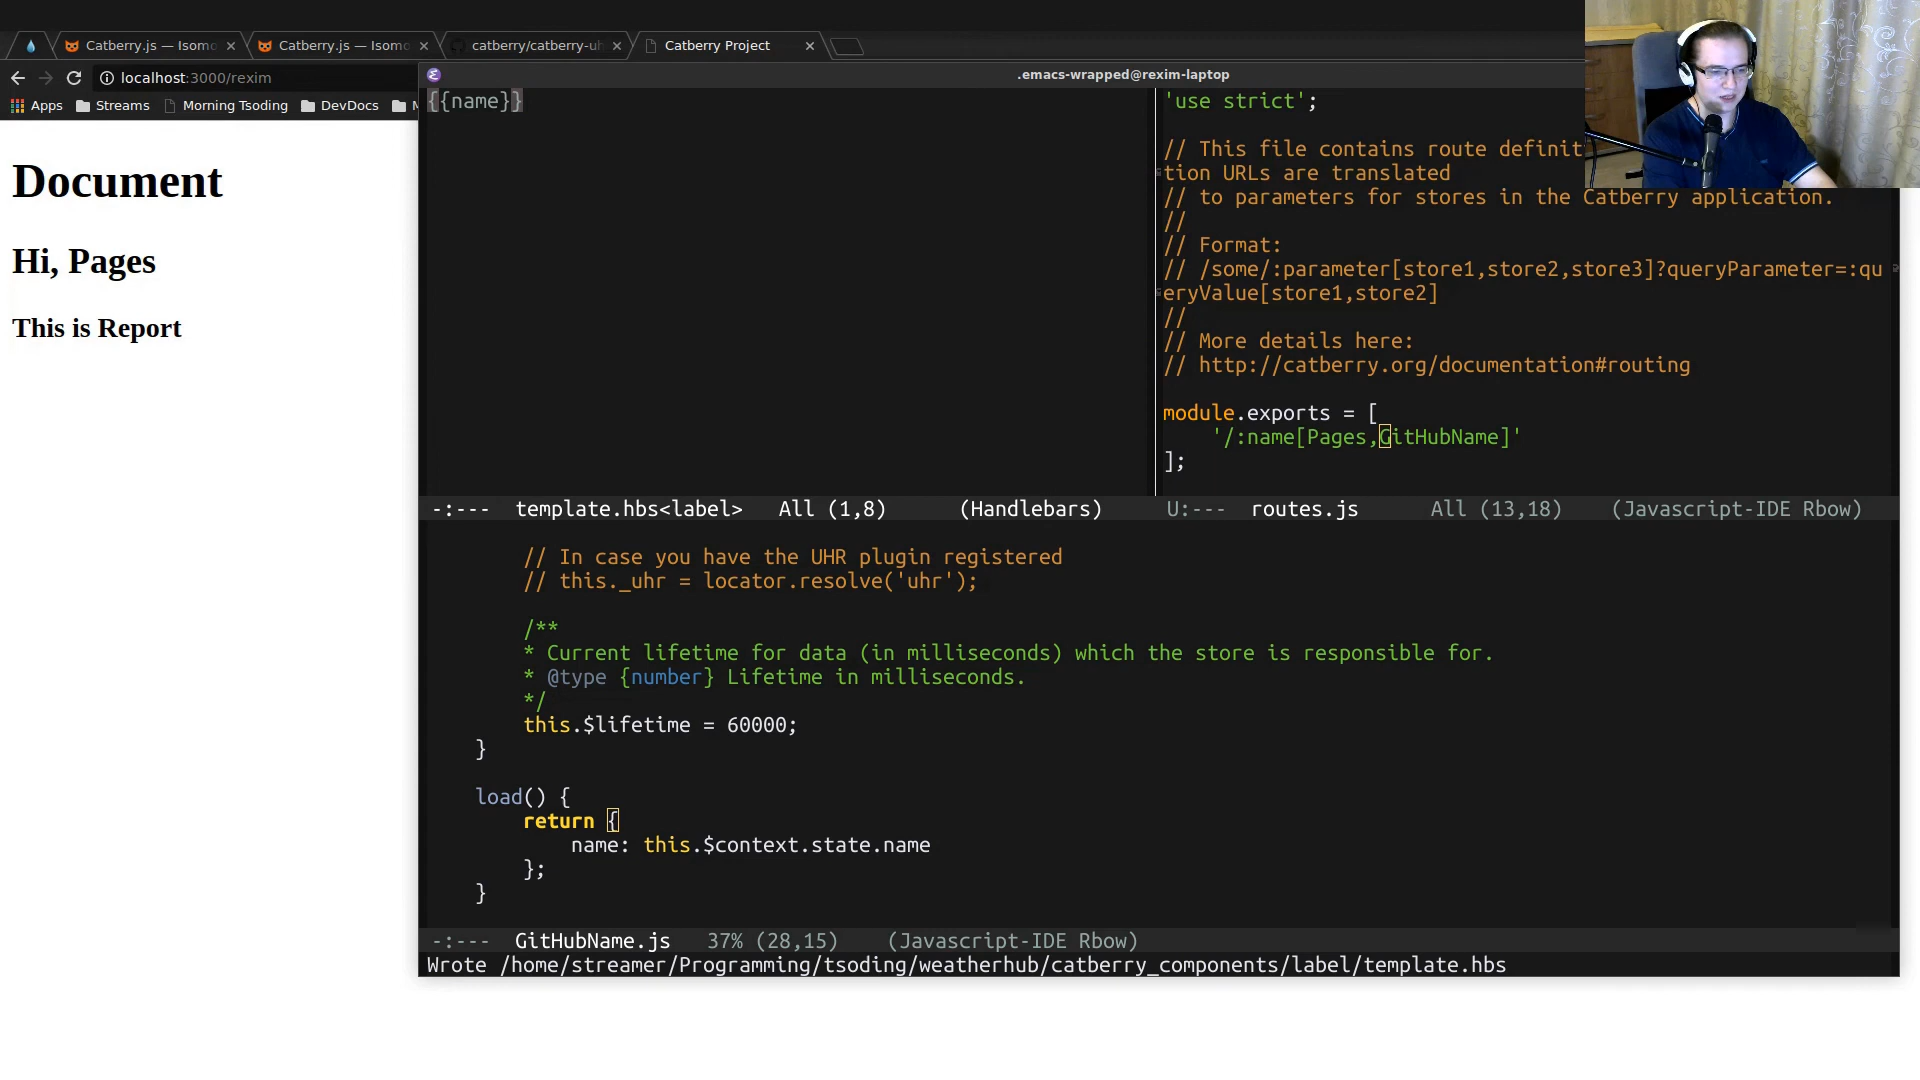 Catberry.js — Isomo
Catberry.js — Isomo
catberry/catberry-uh
Catberry Project
localhost:3000/rexim
Apps
Streams
Morning Tsoding
DevDocs
M
Document
Hi, Pages
This is Report
.emacs-wrapped@rexim-laptop
{{name}}
-:--- template.hbs<label> All (1,8) (Handlebars)
'use strict';
// This file contains route definit
tion URLs are translated
// to parameters for stores in the Catberry application.
//
// Format:
// /some/:parameter[store1,store2,store3]?queryParameter=:qu
eryValue[store1,store2]
//
// More details here:
// http://catberry.org/documentation#routing
module.exports = [
'/:name[Pages,GitHubName]'
];
U:--- routes.js All (13,18) (Javascript-IDE Rbow)
// In case you have the UHR plugin registered
// this._uhr = locator.resolve('uhr');
/**
* Current lifetime for data (in milliseconds) which the store is responsible for.
* @type {number} Lifetime in milliseconds.
*/
this.$lifetime = 60000;
}
load() {
return {
name: this.$context.state.name
};
}
-:--- GitHubName.js 37% (28,15) (Javascript-IDE Rbow)
Wrote /home/streamer/Programming/tsoding/weatherhub/catberry_components/label/template.hbs